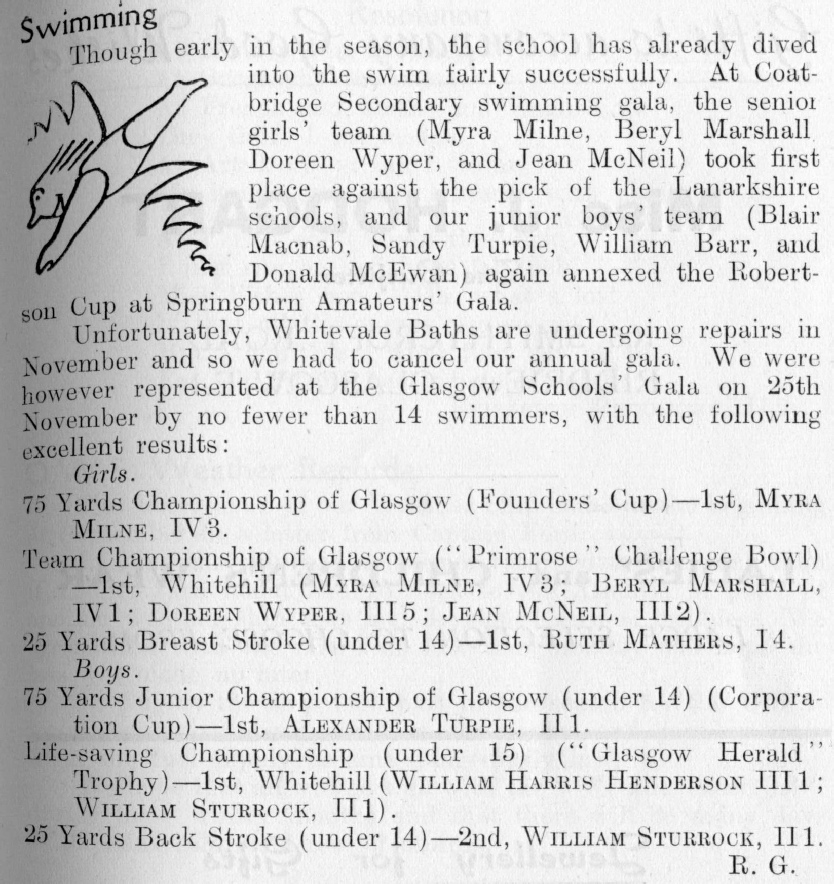 Swimming
Though early in the season, the school has already dived
into the swim fairly successfully. At Coat-
bridge Secondary swimming gala, the senior
girls' team (Myra Milne, Beryl Marshall
Doreen Wyper, and Jean McNeil) took first
place against the pick of the Lanarkshire
schools, and our junior boys' team (Blair
Macnab, Sandy Turpie, William Barr, and
Donald McEwan) again annexed the Robert-
son Cup at Springburn Amateurs' Gala.
Unfortunately, Whitevale Baths are undergoing repairs in
November and so we had to cancel our annual gala. We were
however represented at the Glasgow Schools' Gala on 25th
November by no fewer than 14 swimmers, with the following
excellent results:
Girls.
75 Yards Championship of Glasgow (Founders' Cup)—1st, MYRA
MILNE, IV 3.
Team Championship of Glasgow (“Primrose” Challenge Bowl)
—1st, Whitehill (MYRA MILNE, IV 3; BERYL MARSHALL,
IV 1; DOREEN WYPER, III 5; JEAN MCNEIL, III 2).
25 Yards Breast Stroke (under 14)—1st, RUTH MATHERS, I 4.
Boys.
75 Yards Junior Championship of Glasgow (under 14) (Corpora-
tion Cup)—1st, ALEXANDER TURPIE, II 1.
Life-saving Championship (under 15) (“Glasgow Herald”
Trophy)—1st, Whitehill (WILLIAM HARRIS HENDERSON III 1;
WILLIAM STURROCK, II 1).
25 Yards Back Stroke (under 14)—2nd, WILLIAM STURROCK, II 1.
R. G.